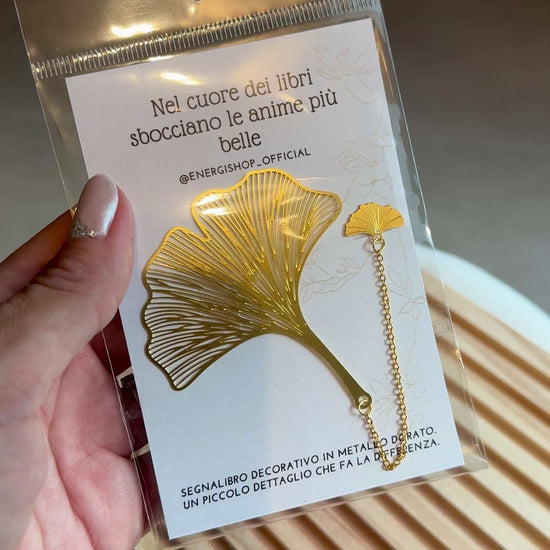 Nel cuore dei libri
sbocciano le anime più
belle
@ENERGISHOP_OFFICIAL
SEGNALIBRO DECORATIVO IN METALLO DORATO.
UN PICCOLO DETTAGLIO CHE FA LA DIFFERENZA.